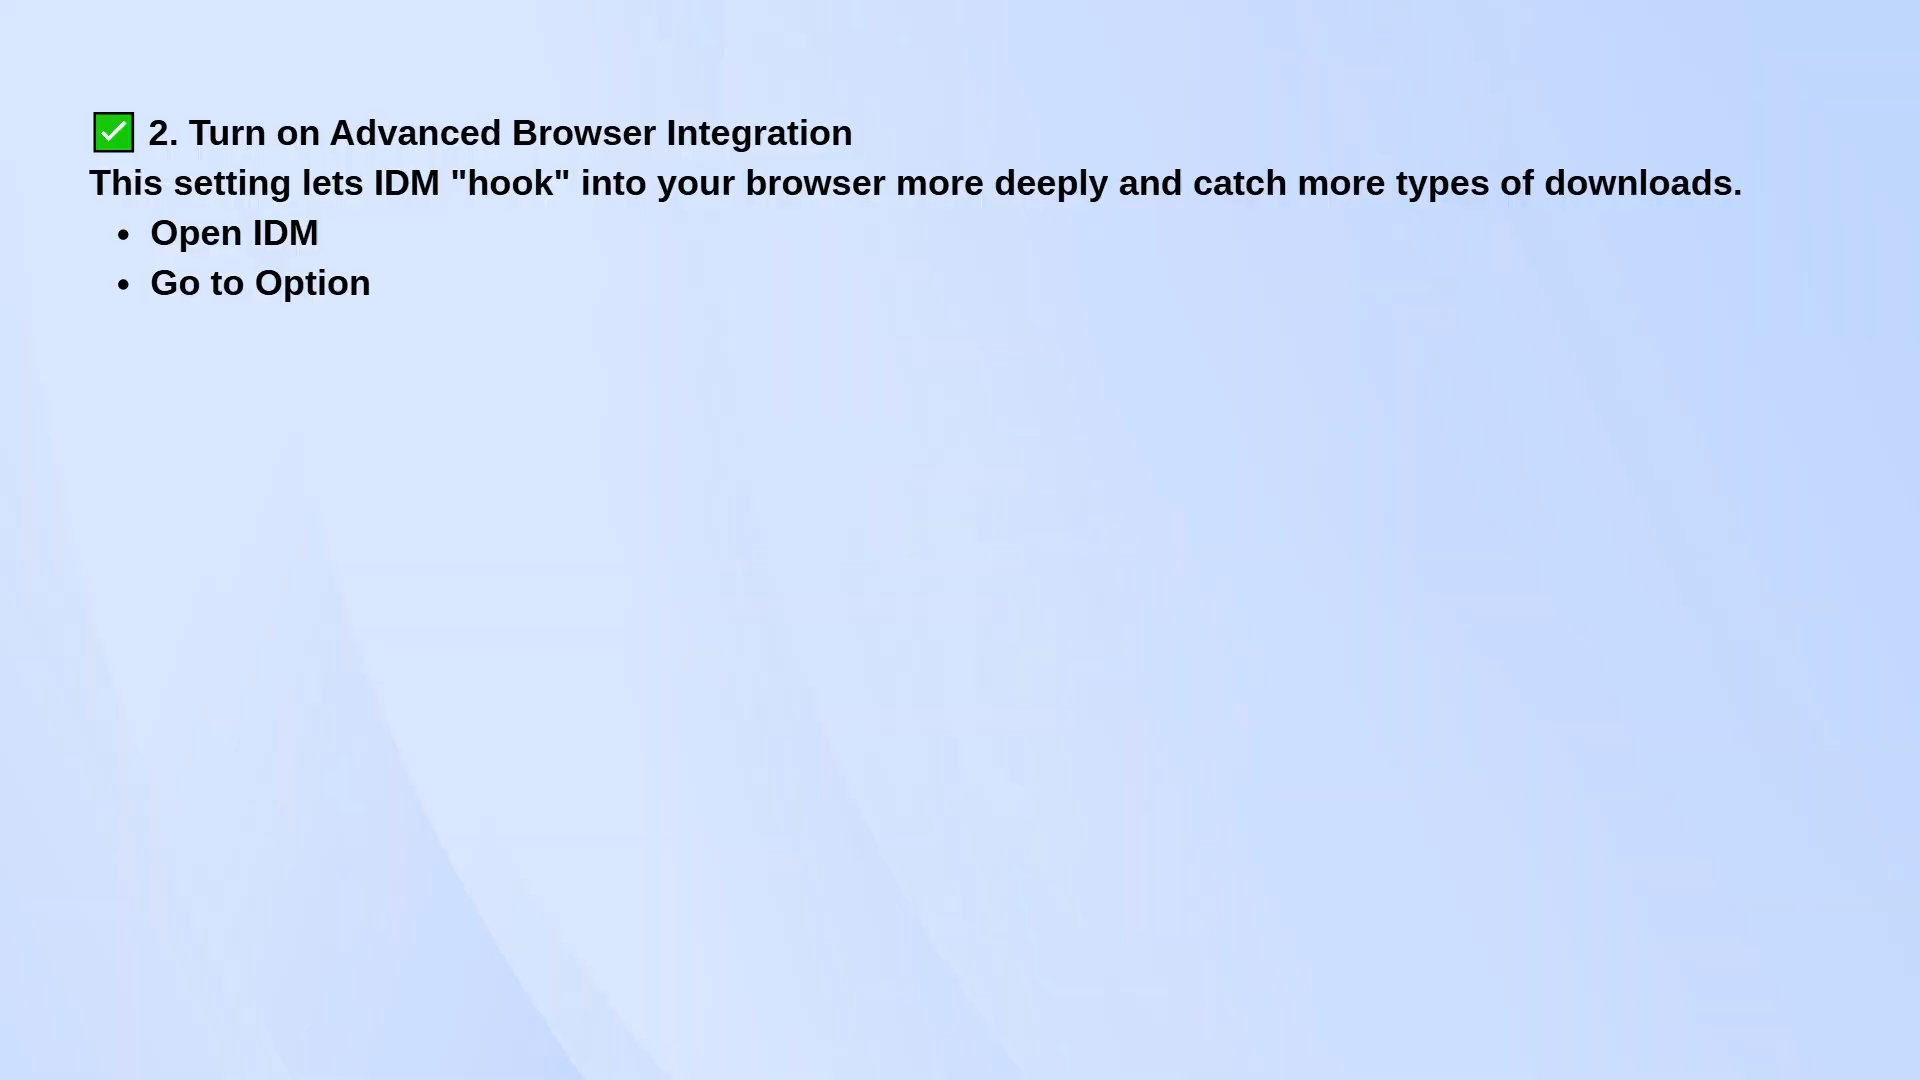 ✅ 2. Turn on Advanced Browser Integration
This setting lets IDM "hook" into your browser more deeply and catch more types of downloads.
• Open IDM
• Go to Option